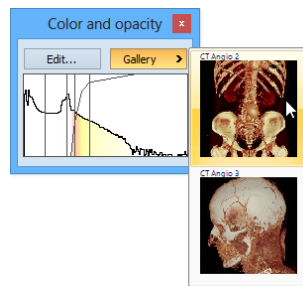 Color and opacity
Edit...
Gallery
CT Angio 2
CT Angio 3